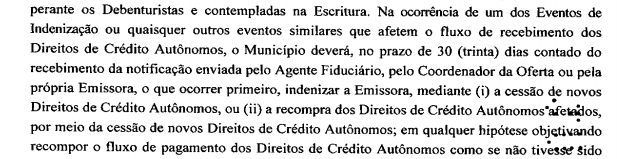 perante os Debenturistas e contempladas na Escritura. Na ocorrência de um dos Eventos de
Indenização ou quaisquer outros eventos similares que afetem o fluxo de recebimento dos
Direitos de Crédito Autônomos, o Município deverá, no prazo de 30 (trinta) dias contado do
recebimento da notificação enviada pelo Agente Fiduciário, pelo Coordenador da Oferta ou pela
própria Emissora, o que ocorrer primeiro, indenizar a Emissora, mediante (i) a cessão de novos
Direitos de Crédito Autônomos, ou (ii) a recompra dos Direitos de Crédito Autônomos afetados,
por meio da cessão de novos Direitos de Crédito Autônomos; em qualquer hipótese objetivando
recompor o fluxo de pagamento dos Direitos de Crédito Autônomos como se não tivesse sido